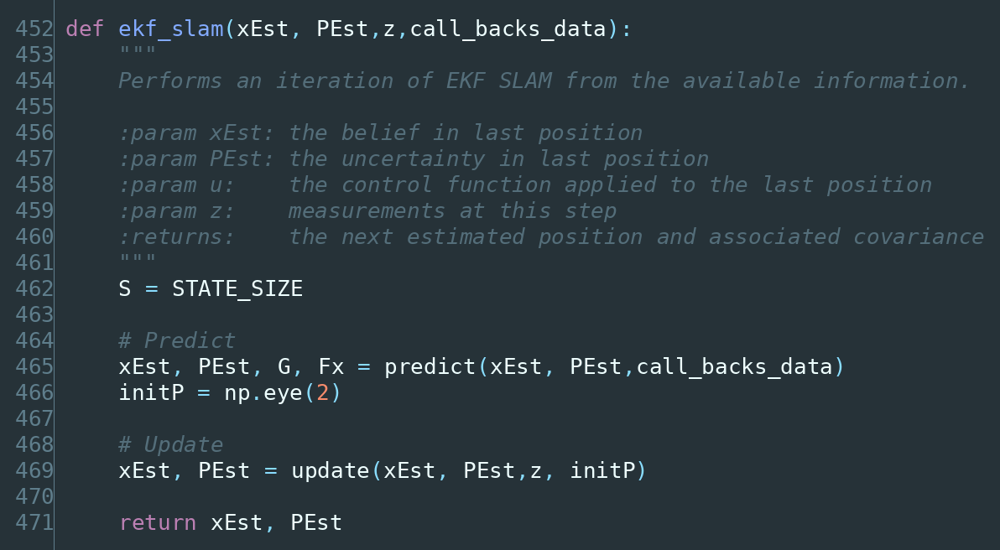 452 def ekf_slam(xEst, PEst,z,call_backs_data):
453     """
454     Performs an iteration of EKF SLAM from the available information.
455
456     :param xEst: the belief in last position
457     :param PEst: the uncertainty in last position
458     :param u:    the control function applied to the last position
459     :param z:    measurements at this step
460     :returns:    the next estimated position and associated covariance
461     """
462     S = STATE_SIZE
463
464     # Predict
465     xEst, PEst, G, Fx = predict(xEst, PEst,call_backs_data)
466     initP = np.eye(2)
467
468     # Update
469     xEst, PEst = update(xEst, PEst,z, initP)
470
471     return xEst, PEst